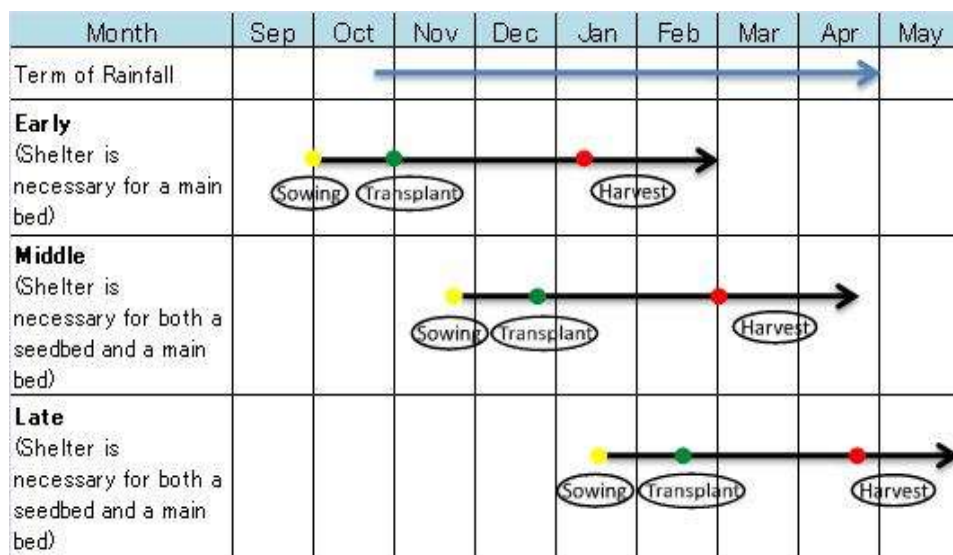 Month Sep Oct Nov Dec Jan Feb Mar Apr May
Term of Rainfall
Early
(Shelter is
necessary for a main
bed)
Sowing Transplant Harvest
Middle
(Shelter is
necessary for both a
seedbed and a main
bed)
Sowing Transplant Harvest
Late
(Shelter is
necessary for both a
seedbed and a main
bed)
Sowing Transplant Harvest